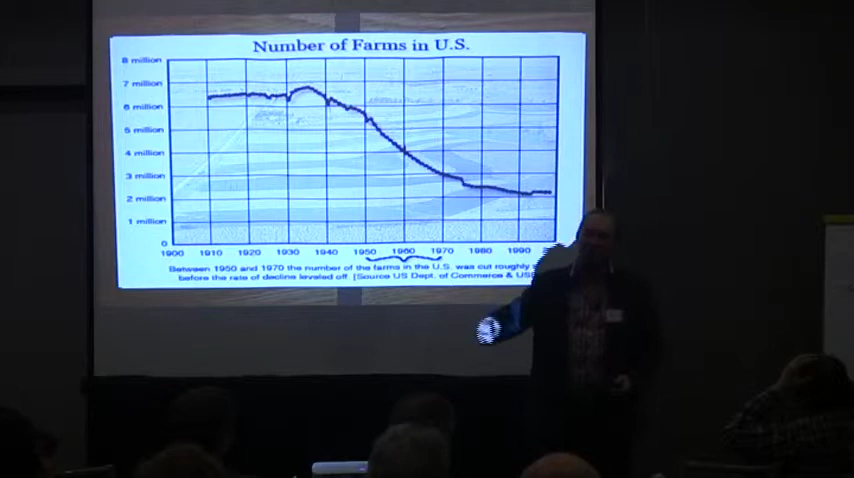 Number of Farms in U.S.
8 million
7 million
6 million
5 million
4 million
3 million
2 million
1 million
0
1900 1910 1920 1930 1940 1950 1960 1970 1980 1990
Between 1950 and 1970 the number of the farms in the U.S. was cut roughly
before the rate of decline leveled off. [Source US Dept. of Commerce &